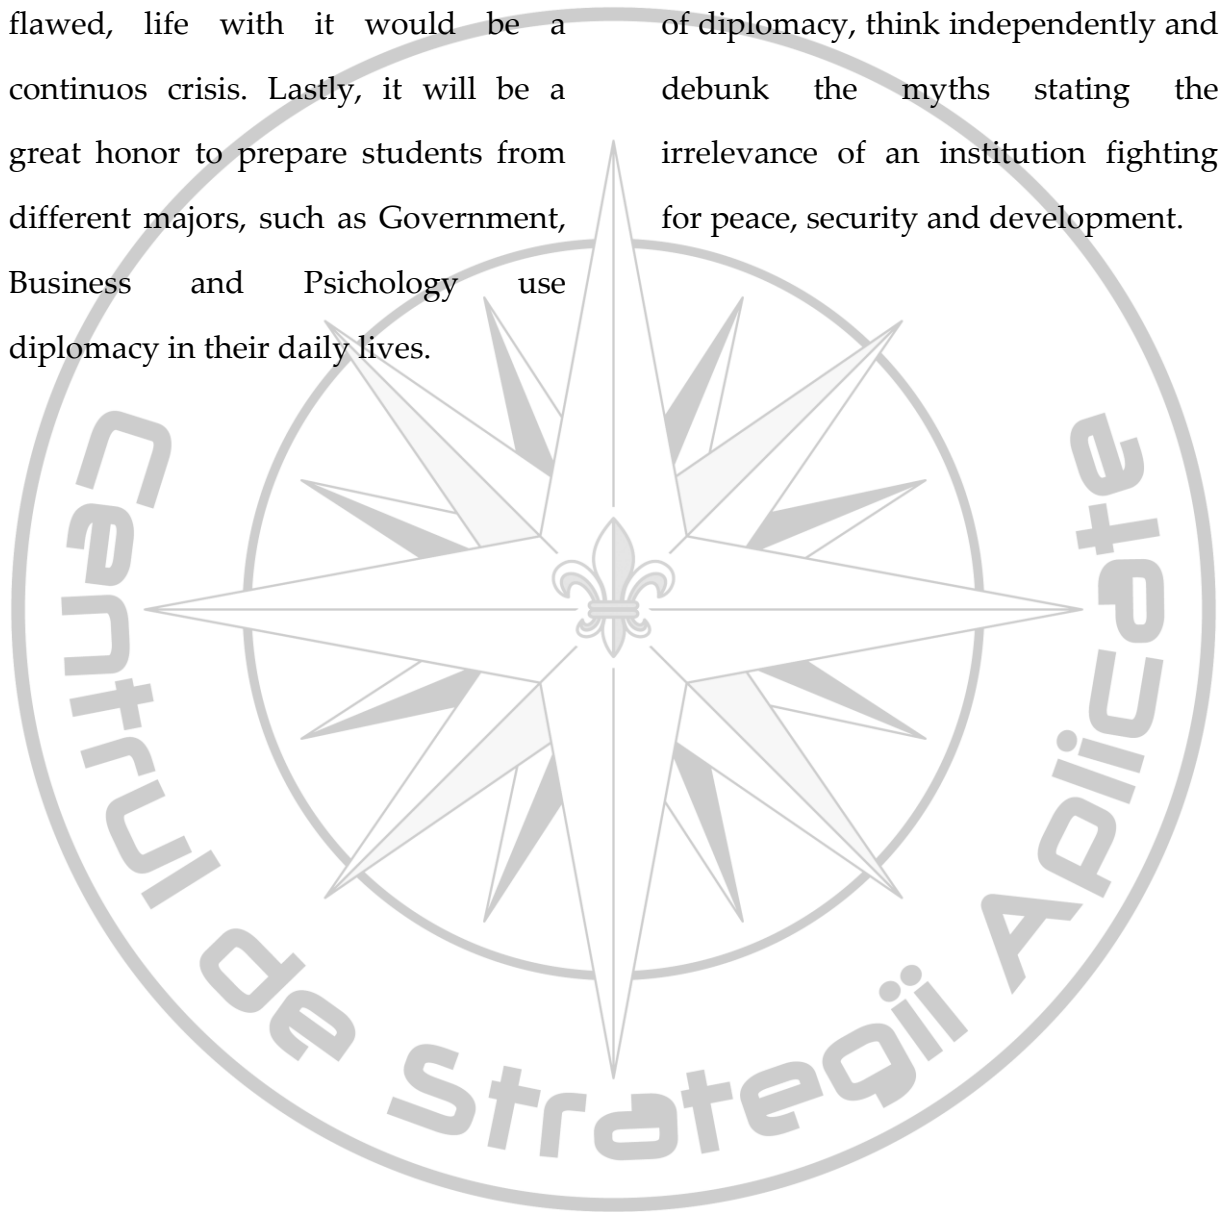 flawed, life with it would be a
continuos crisis. Lastly, it will be a
great honor to prepare students from
different majors, such as Government,
Business and Psichology use
diplomacy in their daily lives.
of diplomacy, think independently and
debunk the myths stating the
irrelevance of an institution fighting
for peace, security and development.
Centrul de Strategii Aplicate